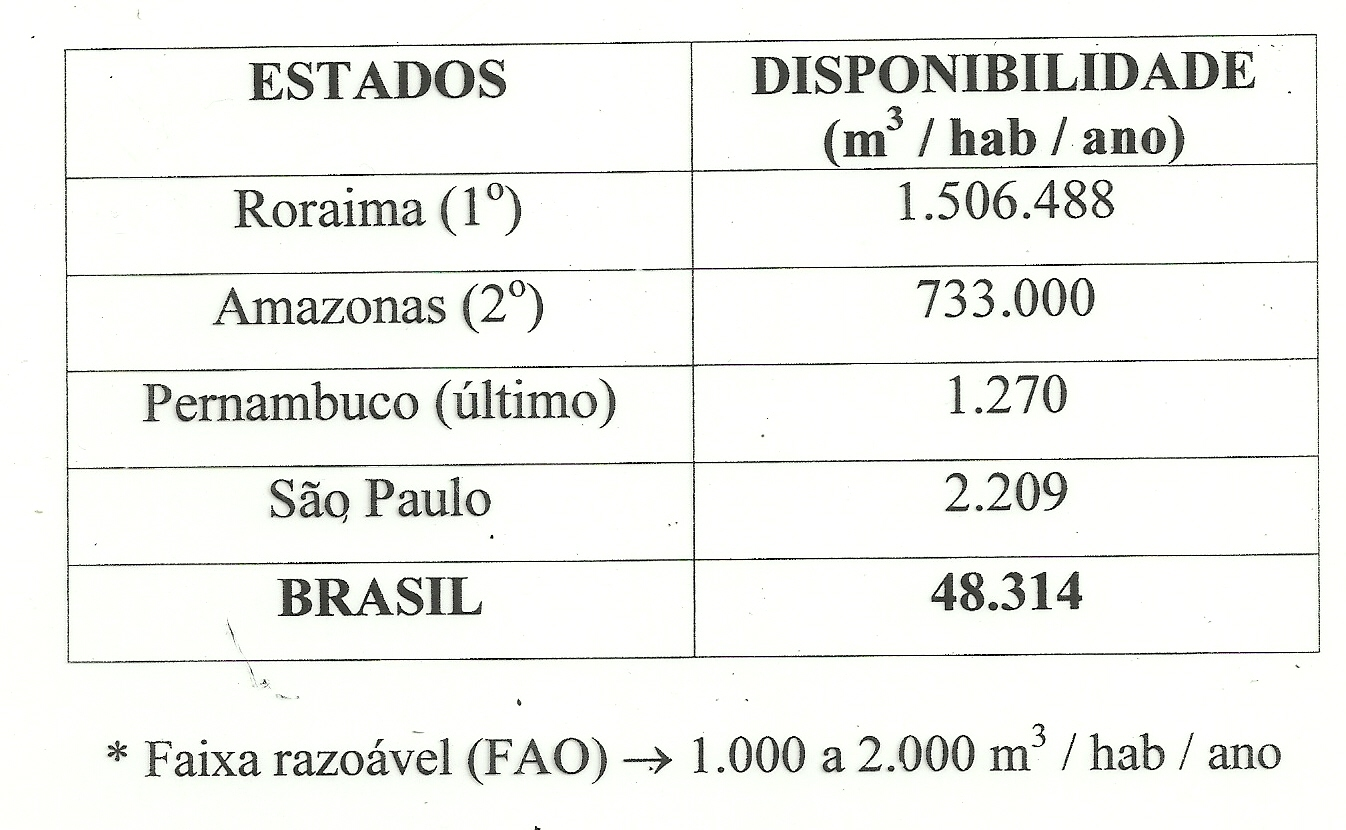 ESTADOS
DISPONIBILIDADE
(m³ / hab / ano)
Roraima (1º)
1.506.488
Amazonas (2º)
733.000
Pernambuco (último)
1.270
São Paulo
2.209
BRASIL
48.314
* Faixa razoável (FAO) → 1.000 a 2.000 m³ / hab / ano